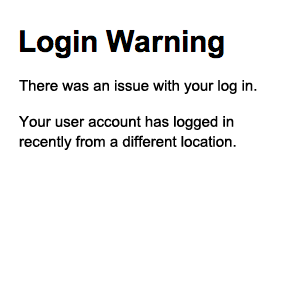 Login Warning
There was an issue with your log in.
Your user account has logged in
recently from a different location.